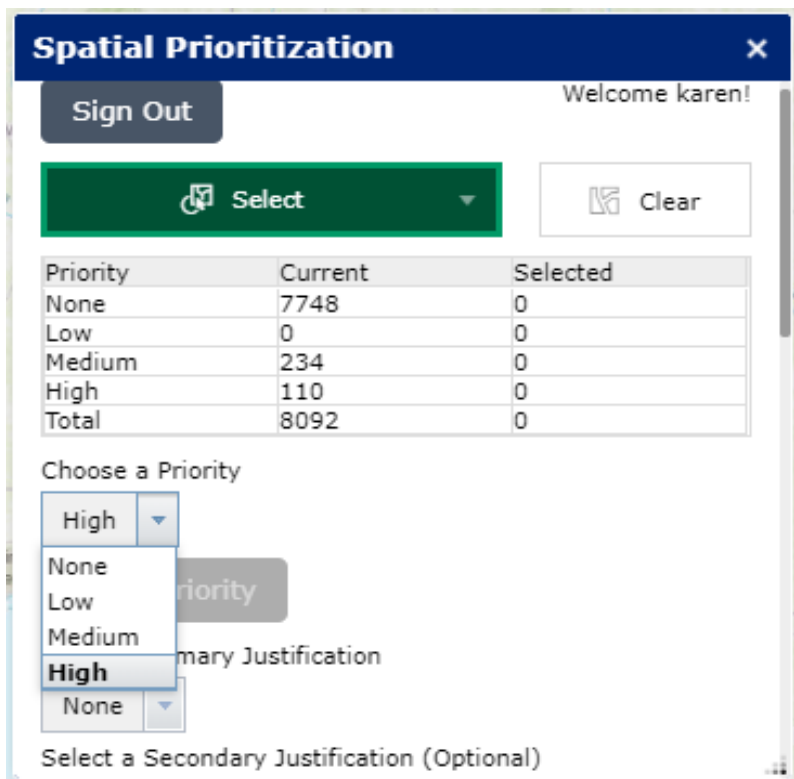 Spatial Prioritization ×
Sign Out
Welcome karen!
Select
Clear
Priority Current Selected
None 7748 0
Low 0 0
Medium 234 0
High 110 0
Total 8092 0
Choose a Priority
High
None
Low
Medium
High
riority
mary Justification
None
Select a Secondary Justification (Optional)